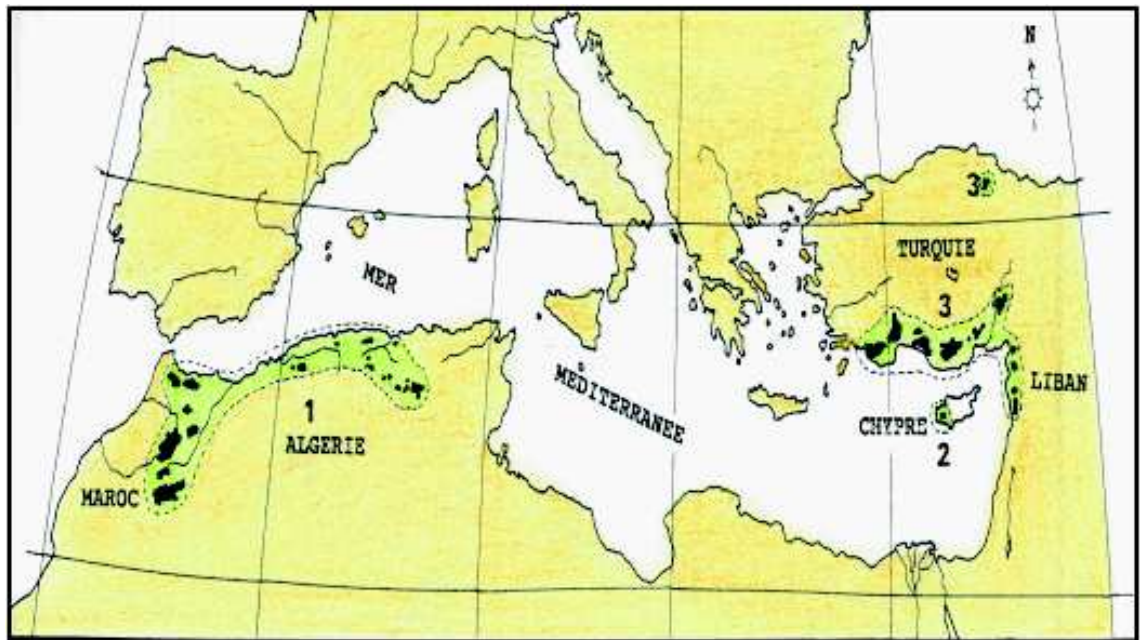 N
3
TURQUIE
MER
3
LIBAN
MEDITERRANEE
1
CHYPRE
ALGERIE
2
MAROC